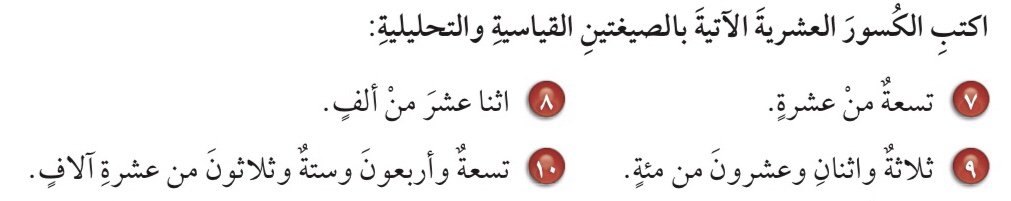 اكتبِ الكُسورَ العشريةَ الآتيةَ بالصيغتينِ القياسيةِ والتحليليةِ:
٧ تسعةٌ منْ عشرةٍ. ٨ اثنا عشرَ منْ ألفٍ.
٩ ثلاثةٌ واثنانِ وعشرونَ من مئةٍ. ١٠ تسعةٌ وأربعونَ وستةٌ وثلاثونَ من عشرةِ آلافٍ.